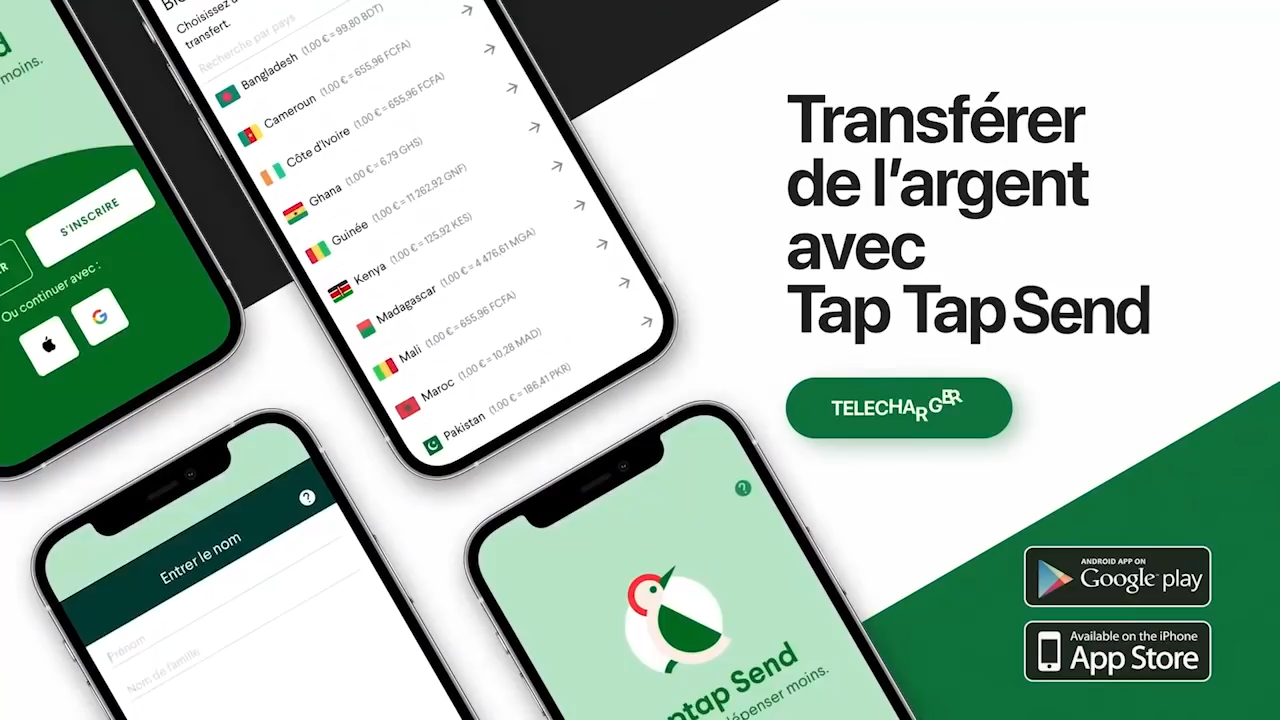 moins.
S'INSCRIRE
Ou continuer avec :
Choisissez
transfert.
Recherche par pays
Bangladesh (1,00 € = 99,80 BDT)
Cameroun (1,00 € = 655,96 FCFA)
Côte d'Ivoire (1,00 € = 655,96 FCFA)
Ghana (1,00 € = 6,79 GHS)
Guinée (1,00 € = 11 262,92 GNF)
Kenya (1,00 € = 125,92 KES)
Madagascar (1,00 € = 4 476,61 MGA)
Mali (1,00 € = 655,96 FCFA)
Maroc (1,00 € = 10,28 MAD)
Pakistan (1,00 € = 186,41 PKR)
Transférer
de l'argent
avec
Tap Tap Send
TELECHARGER
?
Entrer le nom
Prénom
Nom de famille
?
ptap Send
dépenser moins.
ANDROID APP ON
Google play
Available on the iPhone
App Store